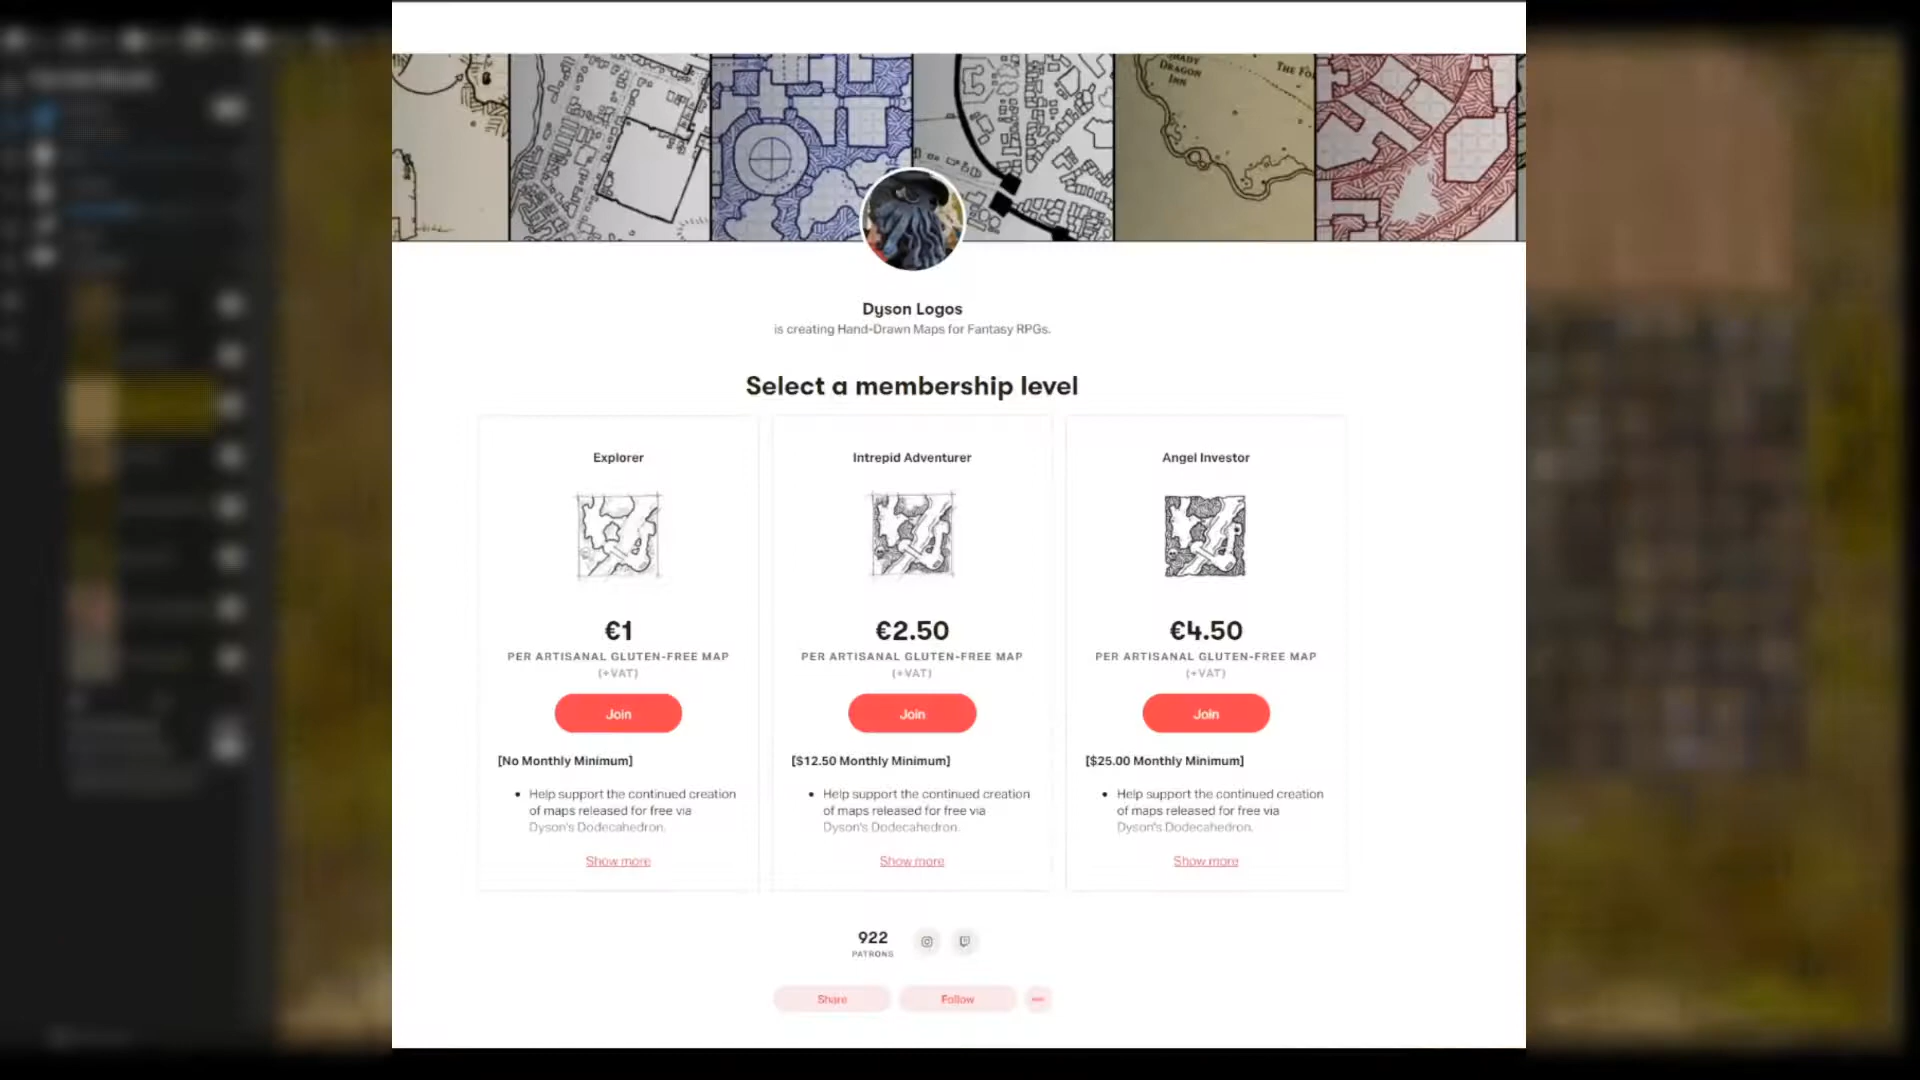 SHADY
DRAGON
INN
Dyson Logos
is creating Hand-Drawn Maps for Fantasy RPGs.
Select a membership level
Explorer
€1
PER ARTISANAL GLUTEN-FREE MAP
(+VAT)
Join
[No Monthly Minimum]
• Help support the continued creation
of maps released for free via
Dyson's Dodecahedron.
Show more
Intrepid Adventurer
€2.50
PER ARTISANAL GLUTEN-FREE MAP
(+VAT)
Join
[$12.50 Monthly Minimum]
• Help support the continued creation
of maps released for free via
Dyson's Dodecahedron.
Show more
Angel Investor
€4.50
PER ARTISANAL GLUTEN-FREE MAP
(+VAT)
Join
[$25.00 Monthly Minimum]
• Help support the continued creation
of maps released for free via
Dyson's Dodecahedron.
Show more
922
PATRONS
Share
Follow